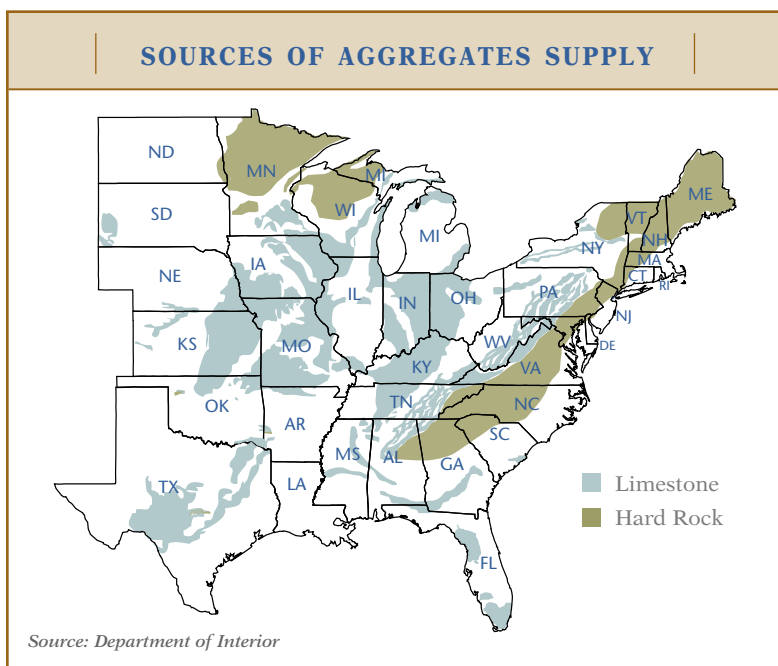 SOURCES OF AGGREGATES SUPPLY
ND
MN
MI
ME
SD
WI
VT
MI
NH
NY
MA
IA
CT
RI
NE
IL
IN
OH
PA
NJ
KS
MO
WV
DE
KY
VA
OK
TN
NC
AR
SC
MS
AL
GA
TX
LA
Limestone
Hard Rock
FL
Source: Department of Interior